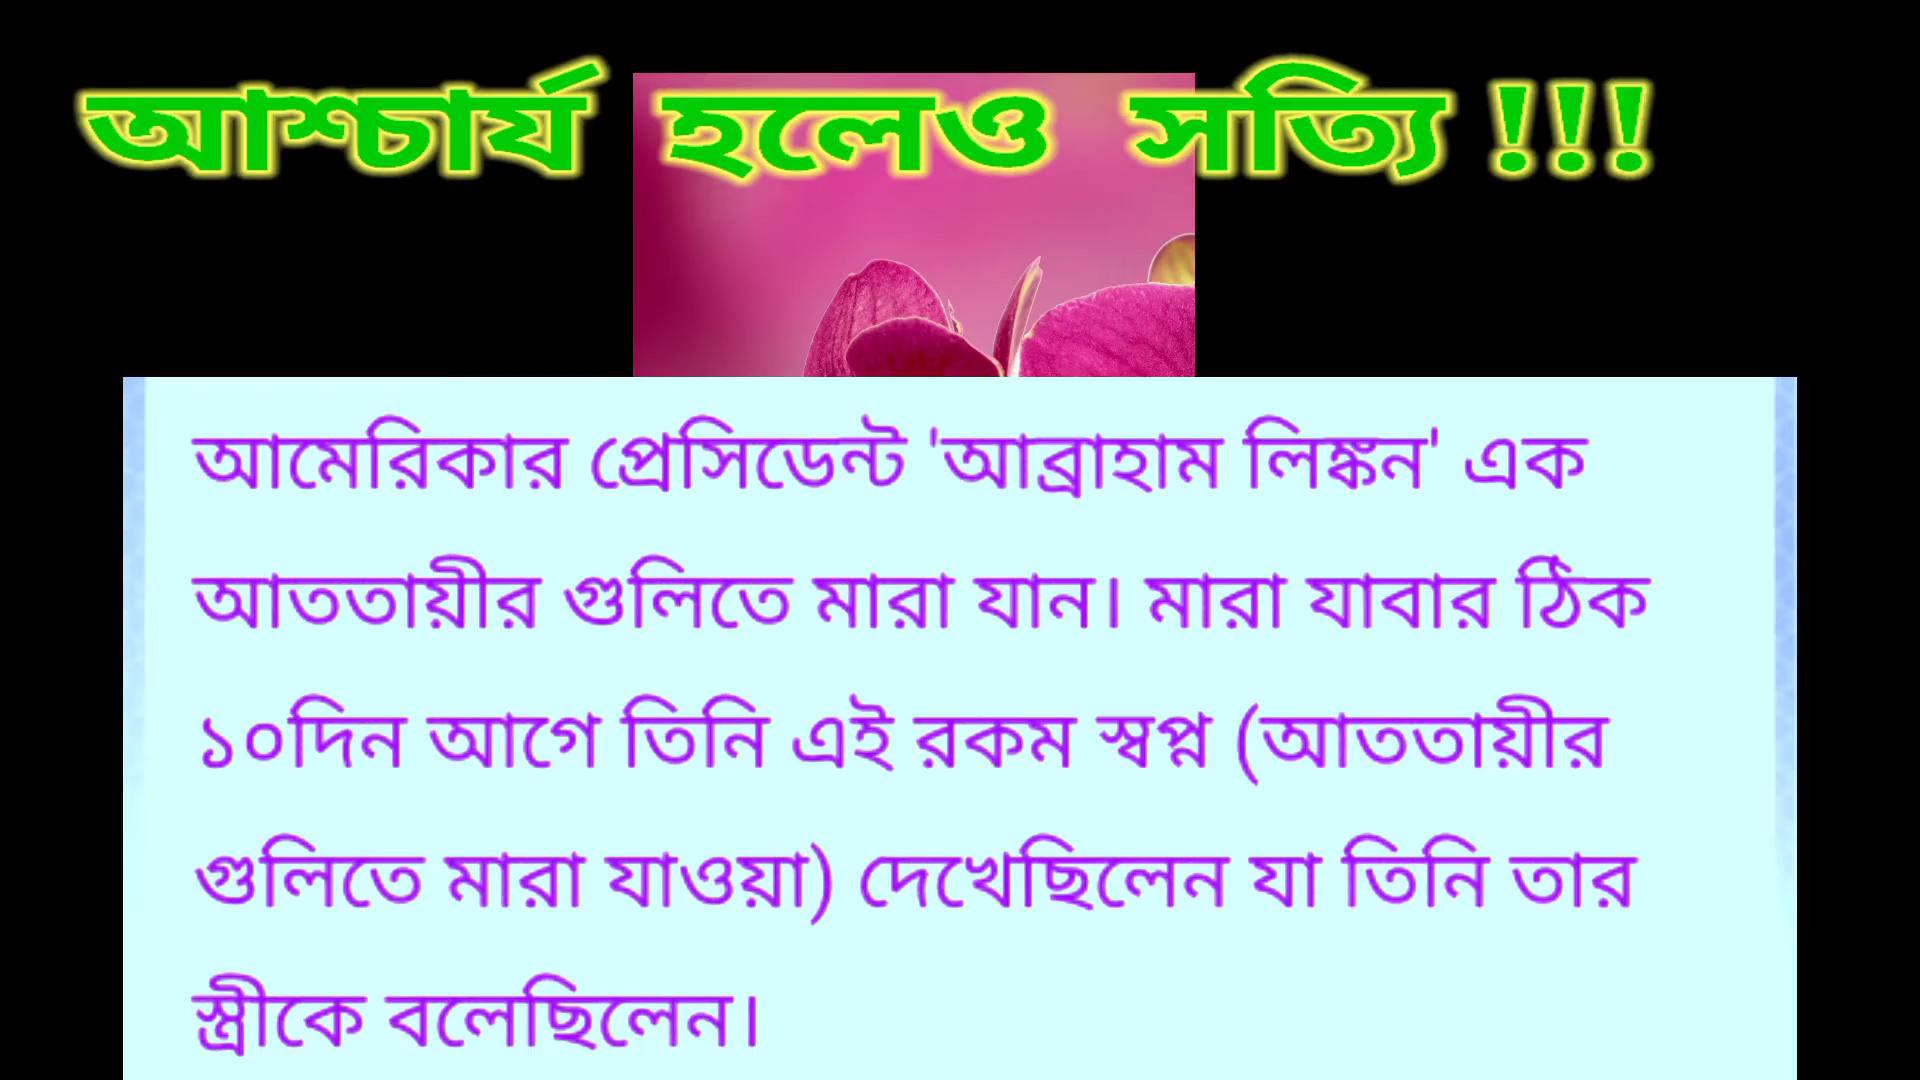 আশ্চার্য হলেও সত্যি !!!
আমেরিকার প্রেসিডেন্ট 'আব্রাহাম লিঙ্কন' এক
আততায়ীর গুলিতে মারা যান। মারা যাবার ঠিক
১০দিন আগে তিনি এই রকম স্বপ্ন (আততায়ীর
গুলিতে মারা যাওয়া) দেখেছিলেন যা তিনি তার
স্ত্রীকে বলেছিলেন।